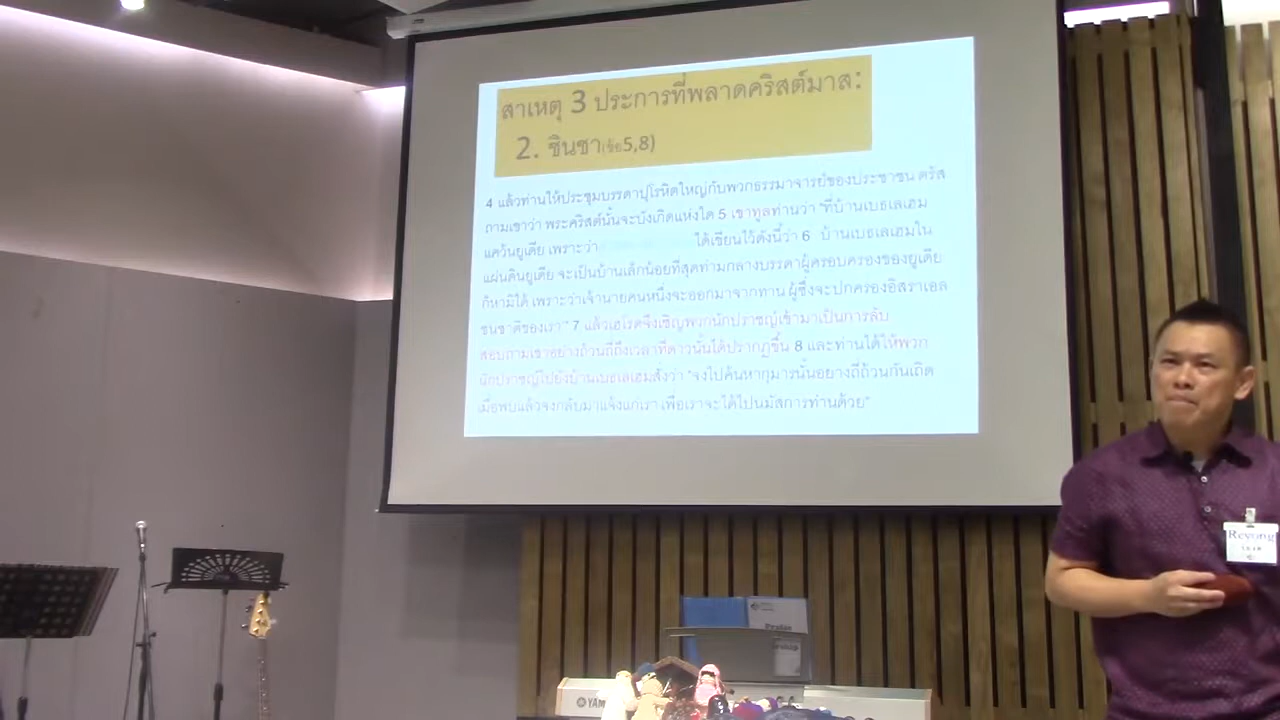 สาเหตุ 3 ประการที่พลาดคริสต์มาส:
2. ชินชา(ข้อ5,8)
4 แล้วท่านให้ประชุมบรรดาปุโรหิตใหญ่กับพวกธรรมาจารย์ของประชาชน ตรัส
ถามเขาว่า พระคริสต์นั้นจะบังเกิดแห่งใด 5 เขาทูลท่านว่า "ที่บ้านเบธเลเฮม
แคว้นยูเดีย เพราะว่า ได้เขียนไว้ดังนี้ว่า 6 บ้านเบธเลเฮมใน
แผ่นดินยูเดีย จะเป็นบ้านเล็กน้อยที่สุดท่ามกลางบรรดาผู้ครอบครองของยูเดีย
ก็หามิได้ เพราะว่าเจ้านายคนหนึ่งจะออกมาจากท่าน ผู้ซึ่งจะปกครองอิสราเอล
ชนชาติของเรา" 7 แล้วเฮโรดจึงเชิญพวกนักปราชญ์เข้ามาเป็นการลับ
สอบถามเขาอย่างถ้วนถี่ถึงเวลาที่ดาวนั้นได้ปรากฏขึ้น 8 และท่านได้ให้พวก
นักปราชญ์ไปยังบ้านเบธเลเฮมสั่งว่า "จงไปค้นหากุมารนั้นอย่างถี่ถ้วนกันเถิด
เมื่อพบแล้วจงกลับมาแจ้งแก่เรา เพื่อเราจะได้ไปนมัสการท่านด้วย"